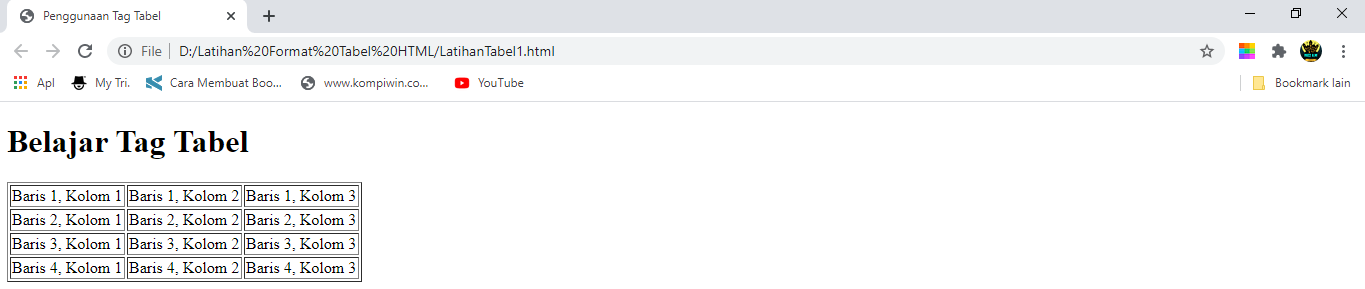 Penggunaan Tag Tabel
File | D:/Latihan%20Format%20Tabel%20HTML/LatihanTabel1.html
Apl My Tri. Cara Membuat Boo... www.kompiwin.co... YouTube Bookmark lain
Belajar Tag Tabel
Baris 1, Kolom 1 Baris 1, Kolom 2 Baris 1, Kolom 3
Baris 2, Kolom 1 Baris 2, Kolom 2 Baris 2, Kolom 3
Baris 3, Kolom 1 Baris 3, Kolom 2 Baris 3, Kolom 3
Baris 4, Kolom 1 Baris 4, Kolom 2 Baris 4, Kolom 3